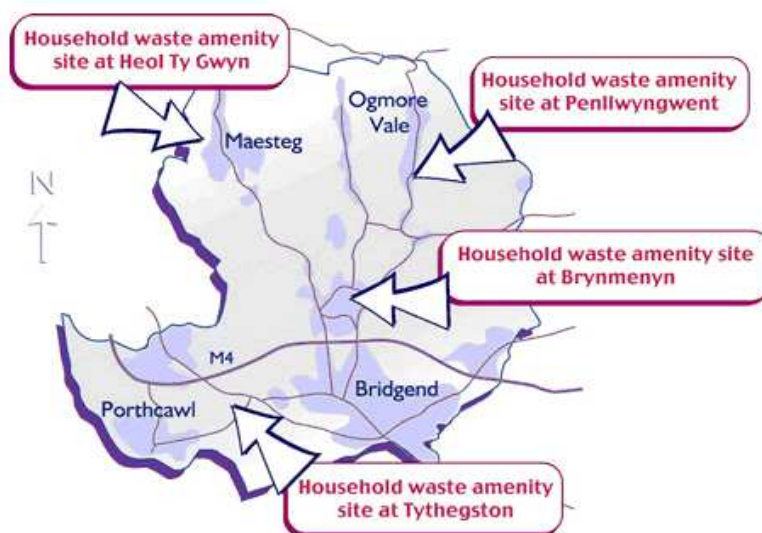 Household waste amenity
site at Heol Ty Gwyn
Ogmore
Vale
Household waste amenity
site at Penllwyngwent
Maesteg
N
Household waste amenity site
at Brynmenyn
M4
Bridgend
Porthcawl
Household waste amenity
site at Tythegston